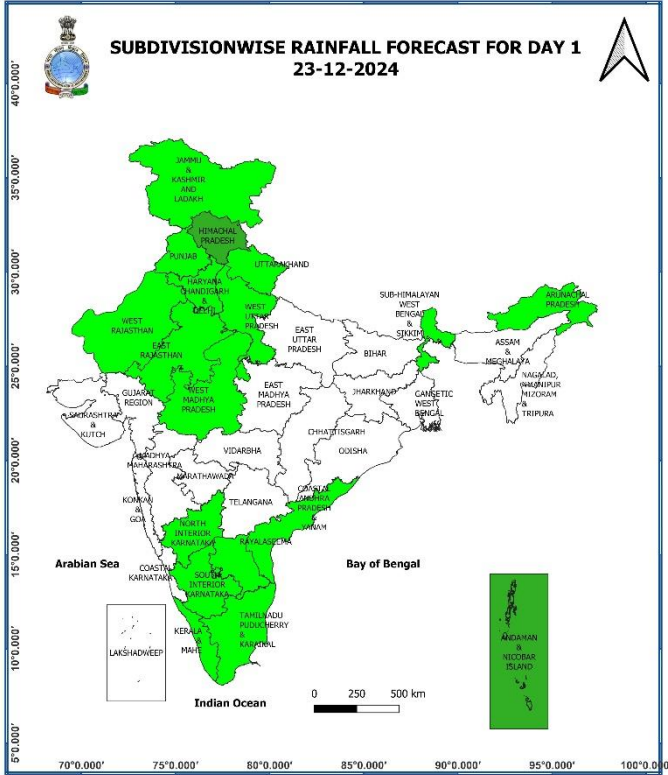 SUBDIVISIONWISE RAINFALL FORECAST FOR DAY 1
23-12-2024
40°0.000'
35°0.000'
30°0.000'
25°0.000'
20°0.000'
15°0.000'
10°0.000'
5°0.000'
JAMMU
&
KASHMIR
AND
LADAKH
HIMACHAL
PRADESH
PUNJAB
UTTARAKHAND
HARYANA
CHANDIGARH
&
DELHI
WEST
UTTAR
PRADESH
WEST
RAJASTHAN
EAST
RAJASTHAN
EAST
UTTAR
PRADESH
SUB-HIMALAYAN
WEST
BENGAL
&
SIKKIM
ARUNACHAL
PRADESH
ASSAM
&
MEGHALAYA
NAGALAD,
MANIPUR
MIZORAM
&
TRIPURA
BIHAR
JHARKHAND
GANGETIC
WEST
BENGAL
GUJARAT
REGION
SAURASHTRA
&
KUTCH
WEST
MADHYA
PRADESH
EAST
MADHYA
PRADESH
CHHATTISGARH
ODISHA
VIDARBHA
MADHYA
MAHARASHTRA
MARATHAWADA
KONKAN
&
GOA
TELANGANA
COASTAL
ANDHRA
PRADESH
&
YANAM
NORTH
INTERIOR
KARNATAKA
RAYALASEEMA
COASTAL
KARNATAKA
SOUTH
INTERIOR
KARNATAKA
TAMILNADU
PUDUCHERRY
&
KARAIKAL
KERALA
&
MAHE
LAKSHADWEEP
ANDAMAN
&
NICOBAR
ISLAND
Arabian Sea
Bay of Bengal
Indian Ocean
0 250 500 km
70°0.000' 75°0.000' 80°0.000' 85°0.000' 90°0.000' 95°0.000' 100°0.000'